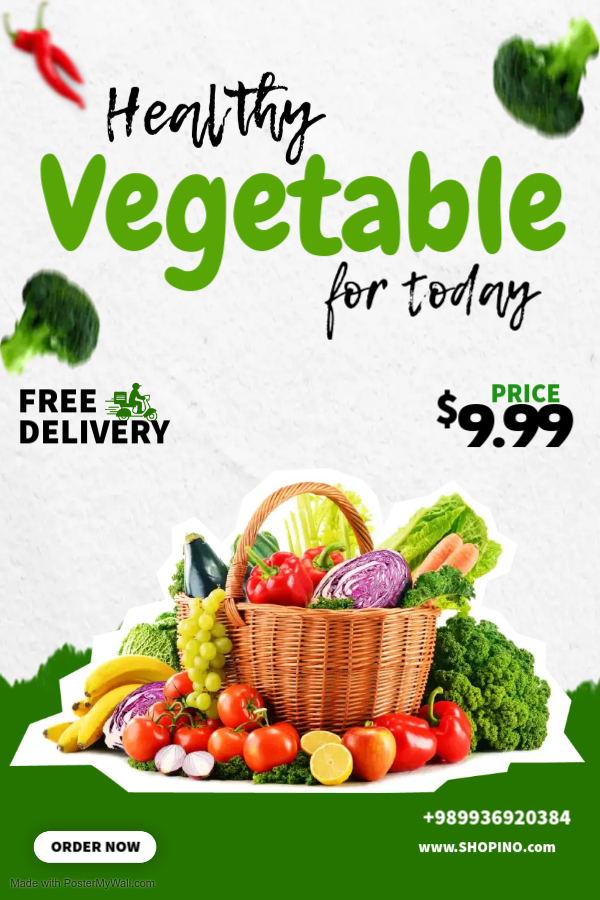 Healthy
Vegetable
for today
FREE
DELIVERY
PRICE
$9.99
+989936920384
ORDER NOW
www.SHOPINO.com
Made with PosterMyWall.com